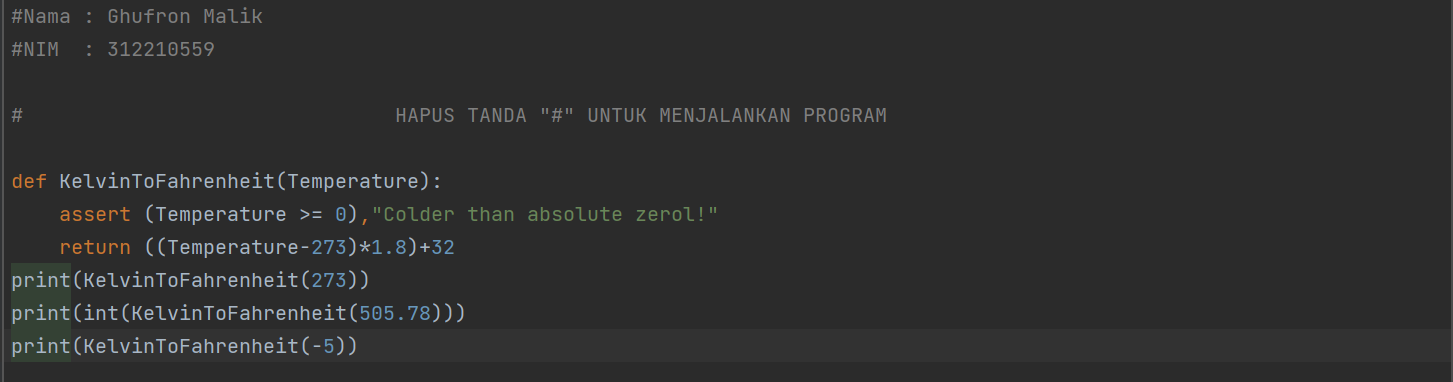 #Nama : Ghufron Malik
#NIM  : 312210559
#                               HAPUS TANDA "#" UNTUK MENJALANKAN PROGRAM
def KelvinToFahrenheit(Temperature):
    assert (Temperature >= 0),"Colder than absolute zerol!"
    return ((Temperature-273)*1.8)+32
print(KelvinToFahrenheit(273))
print(int(KelvinToFahrenheit(505.78)))
print(KelvinToFahrenheit(-5))